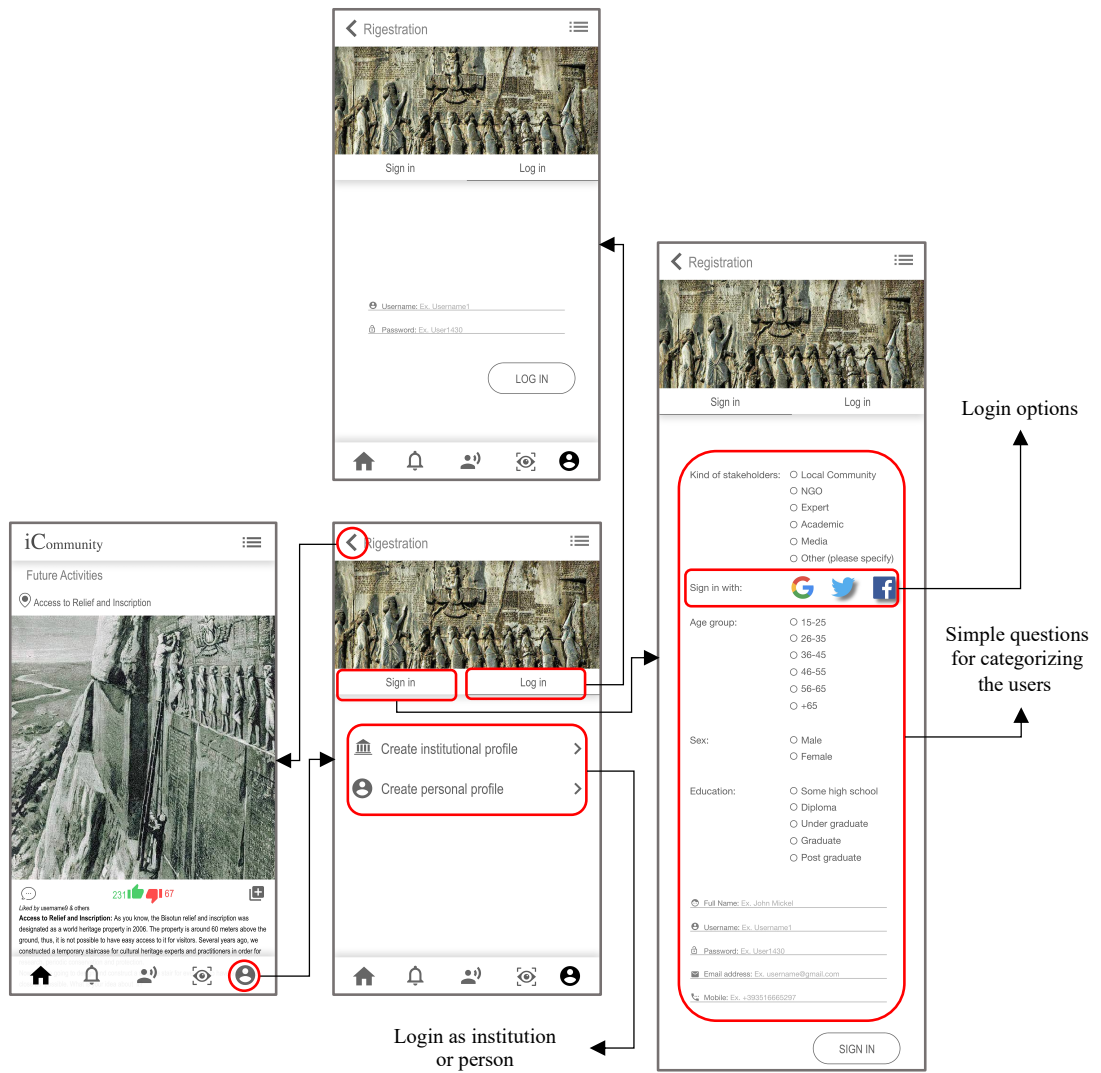 Rigestration
Sign in
Log in
Username: Ex. Username1
Password: Ex. User1430
LOG IN
iCommunity
Future Activities
Access to Relief and Inscription
231
67
Liked by username9 & others
Access to Relief and Inscription: As you know, the Bisotun relief and inscription was
designated as a world heritage property in 2006. The property is around 60 meters above the
ground, thus, it is not possible to have easy access to it for visitors. Several years ago, we
constructed a temporary staircase for cultural heritage experts and practitioners in order for
Rigestration
Sign in
Log in
Create institutional profile
Create personal profile
Login as institution
or person
Registration
Sign in
Log in
Kind of stakeholders:
Local Community
NGO
Expert
Academic
Media
Other (please specify)
Sign in with:
Age group:
15-25
26-35
36-45
46-55
56-65
+65
Sex:
Male
Female
Education:
Some high school
Diploma
Under graduate
Graduate
Post graduate
Full Name: Ex. John Mickel
Username: Ex. Username1
Password: Ex. User1430
Email address: Ex. username@gmail.com
Mobile: Ex. +393516665297
SIGN IN
Login options
Simple questions
for categorizing
the users